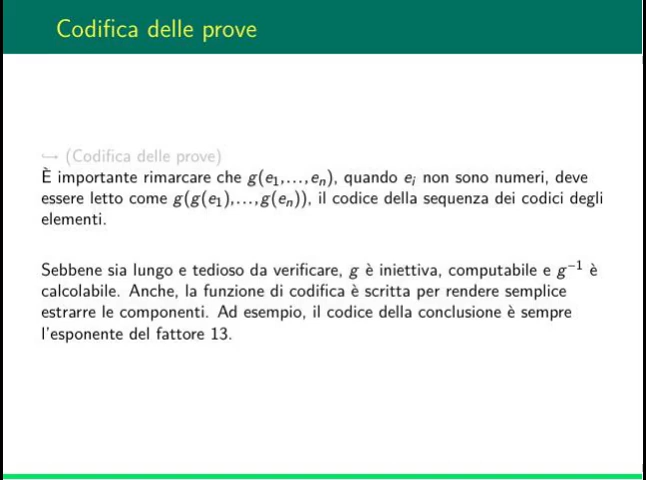 Codifica delle prove
↪ (Codifica delle prove)
È importante rimarcare che g(e₁,…,eₙ), quando eᵢ non sono numeri, deve
essere letto come g(g(e₁),…,g(eₙ)), il codice della sequenza dei codici degli
elementi.
Sebbene sia lungo e tedioso da verificare, g è iniettiva, computabile e g⁻¹ è
calcolabile. Anche, la funzione di codifica è scritta per rendere semplice
estrarre le componenti. Ad esempio, il codice della conclusione è sempre
l'esponente del fattore 13.